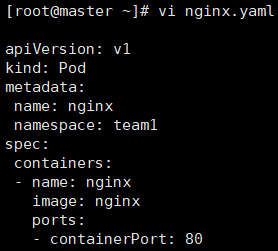 [root@master ~]# vi nginx.yaml
apiVersion: v1
kind: Pod
metadata:
 name: nginx
 namespace: team1
spec:
 containers:
 - name: nginx
   image: nginx
   ports:
   - containerPort: 80